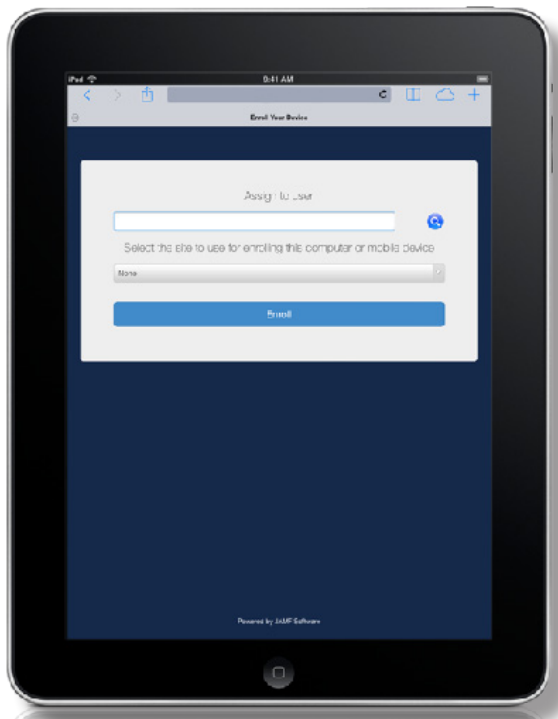 iPad
9:41 AM
Enroll Your Device
Assign to user
Select the site to use for enrolling this computer or mobile device
None
Enroll
Powered by JAMF Software